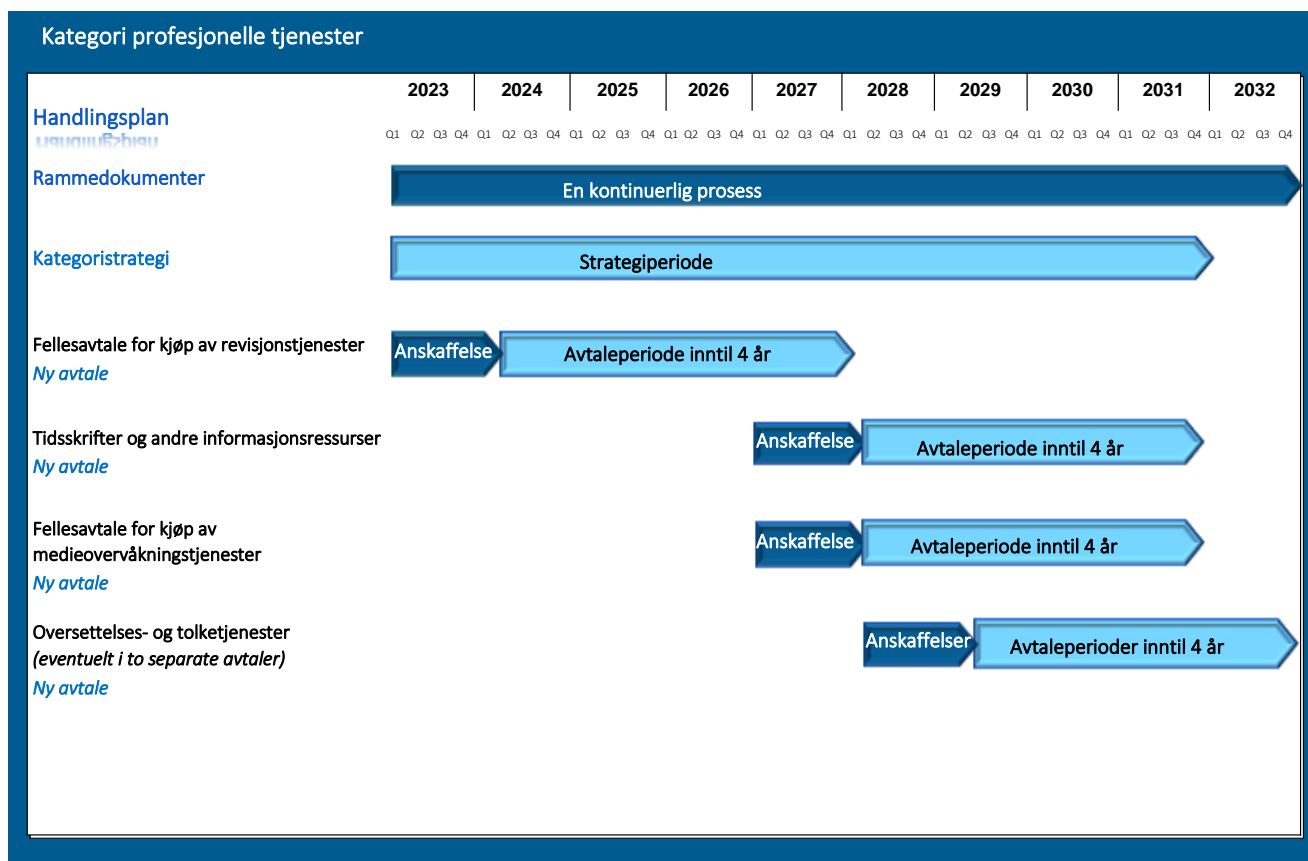 Kategori profesjonelle tjenester
2023 2024 2025 2026 2027 2028 2029 2030 2031 2032
Handlingsplan
Q1 Q2 Q3 Q4 Q1 Q2 Q3 Q4 Q1 Q2 Q3 Q4 Q1 Q2 Q3 Q4 Q1 Q2 Q3 Q4 Q1 Q2 Q3 Q4 Q1 Q2 Q3 Q4 Q1 Q2 Q3 Q4 Q1 Q2 Q3 Q4 Q1 Q2 Q3 Q4
Rammedokumenter
En kontinuerlig prosess
Kategoristrategi
Strategiperiode
Fellesavtale for kjøp av revisjonstjenester
Ny avtale
Anskaffelse
Avtaleperiode inntil 4 år
Tidsskrifter og andre informasjonsressurser
Ny avtale
Anskaffelse
Avtaleperiode inntil 4 år
Fellesavtale for kjøp av
medieovervåkningstjenester
Ny avtale
Anskaffelse
Avtaleperiode inntil 4 år
Oversettelses- og tolketjenester
(eventuelt i to separate avtaler)
Ny avtale
Anskaffelser
Avtaleperioder inntil 4 år